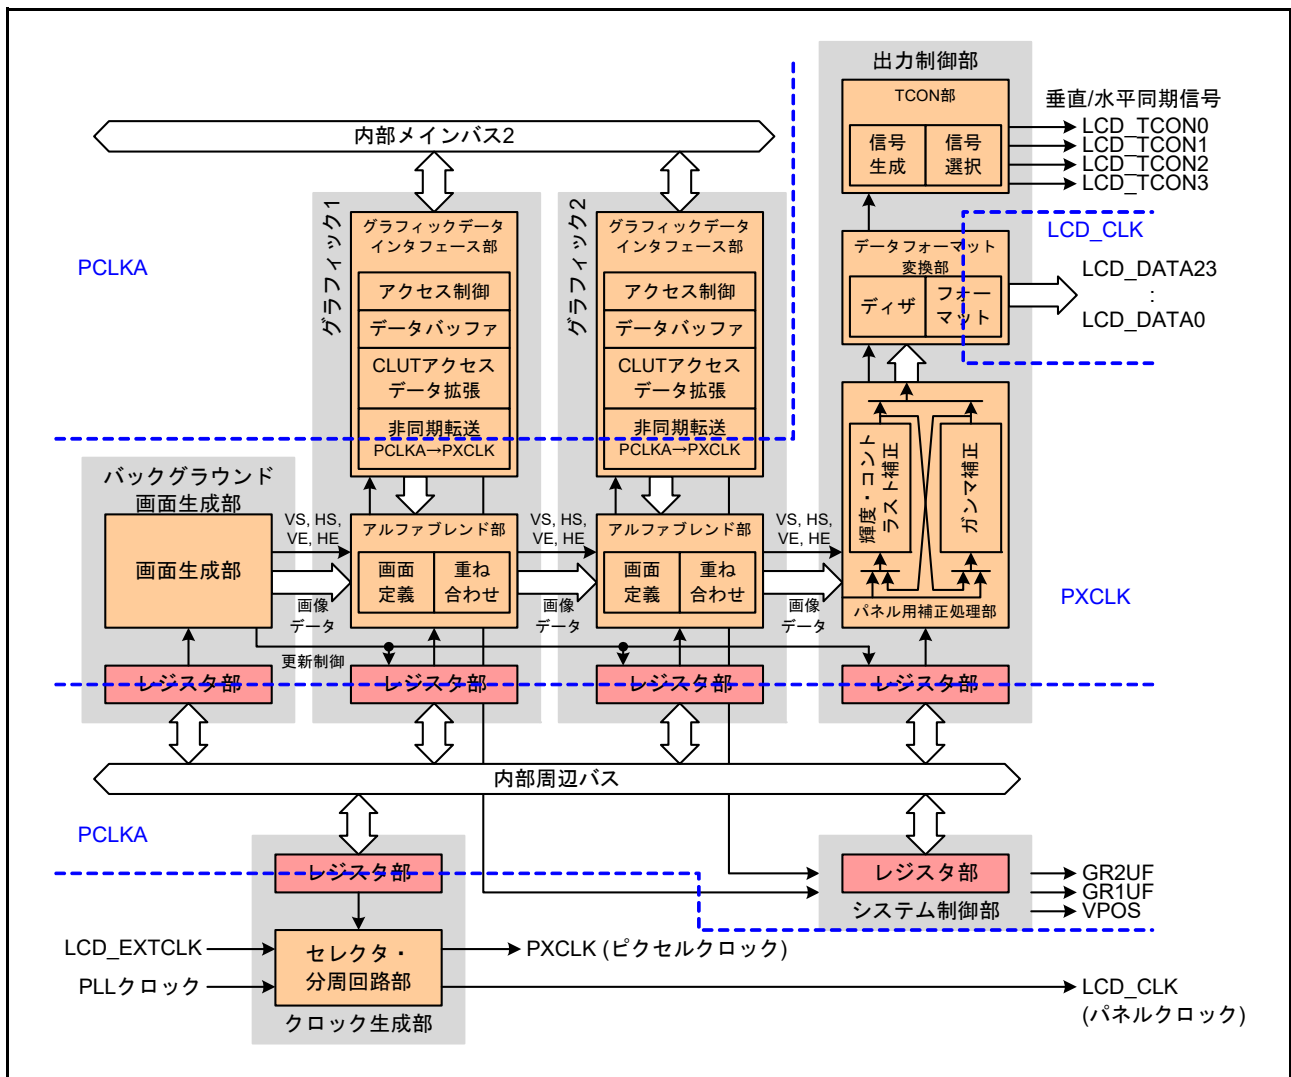 出力制御部
TCON部
信号
生成
信号
選択
垂直/水平同期信号
LCD_TCON0
LCD_TCON1
LCD_TCON2
LCD_TCON3
内部メインバス2
PCLKA
グラフィック1
グラフィックデータ
インタフェース部
アクセス制御
データバッファ
CLUTアクセス
データ拡張
非同期転送
PCLKA→PXCLK
グラフィック2
グラフィックデータ
インタフェース部
アクセス制御
データバッファ
CLUTアクセス
データ拡張
非同期転送
PCLKA→PXCLK
データフォーマット
変換部
ディザ
フォー
マット
LCD_CLK
LCD_DATA23
:
LCD_DATA0
輝度・コント
ラスト補正
ガンマ補正
パネル用補正処理部
PXCLK
バックグラウンド
画面生成部
画面生成部
VS, HS,
VE, HE
画像
データ
アルファブレンド部
画面
定義
重ね
合わせ
VS, HS,
VE, HE
画像
データ
アルファブレンド部
画面
定義
重ね
合わせ
VS, HS,
VE, HE
画像
データ
更新制御
レジスタ部
レジスタ部
レジスタ部
レジスタ部
内部周辺バス
PCLKA
レジスタ部
レジスタ部
システム制御部
GR2UF
GR1UF
VPOS
LCD_EXTCLK
PLLクロック
セレクタ・
分周回路部
クロック生成部
PXCLK (ピクセルクロック)
LCD_CLK
(パネルクロック)